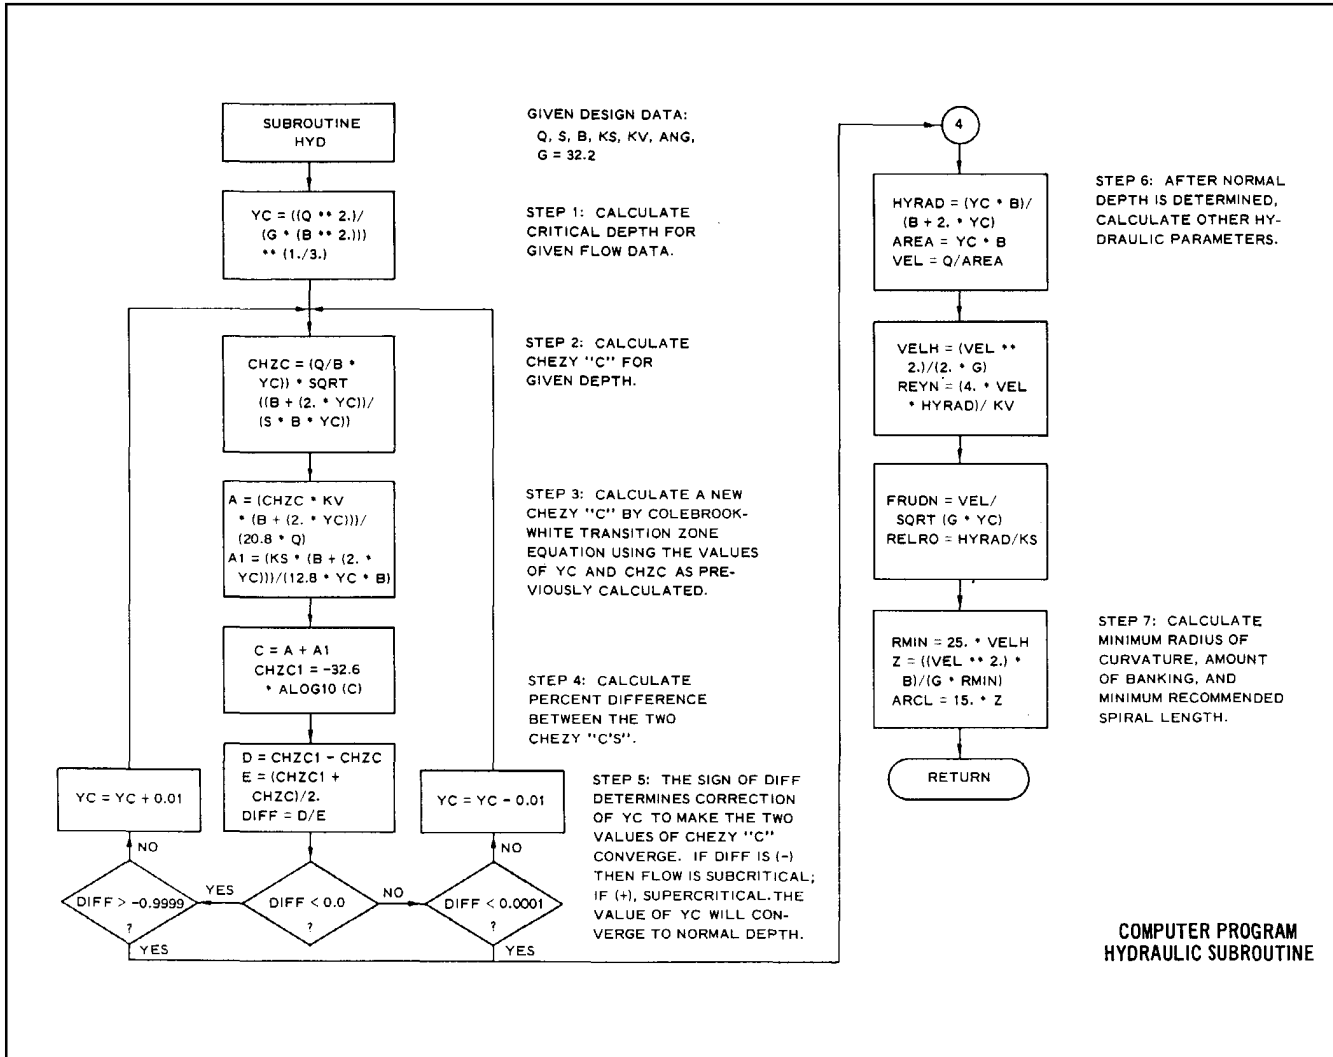 SUBROUTINE
HYD
GIVEN DESIGN DATA:
Q, S, B, KS, KV, ANG,
G = 32.2
YC = ((Q ** 2.)/
(G * (B ** 2.)))
** (1./3.)
STEP 1: CALCULATE
CRITICAL DEPTH FOR
GIVEN FLOW DATA.
CHZC = (Q/B *
YC)) * SQRT
((B + (2. * YC))/
(S * B * YC))
STEP 2: CALCULATE
CHEZY "C" FOR
GIVEN DEPTH.
A = (CHZC * KV
* (B + (2. * YC)))/
(20.8 * Q)
A1 = (KS * (B + (2. *
YC)))/(12.8 * YC * B)
STEP 3: CALCULATE A NEW
CHEZY "C" BY COLEBROOK-
WHITE TRANSITION ZONE
EQUATION USING THE VALUES
OF YC AND CHZC AS PRE-
VIOUSLY CALCULATED.
C = A + A1
CHZC1 = -32.6
* ALOG10 (C)
STEP 4: CALCULATE
PERCENT DIFFERENCE
BETWEEN THE TWO
CHEZY "C'S".
D = CHZC1 - CHZC
E = (CHZC1 +
CHZC)/2.
DIFF = D/E
YC = YC + 0.01
YC = YC - 0.01
STEP 5: THE SIGN OF DIFF
DETERMINES CORRECTION
OF YC TO MAKE THE TWO
VALUES OF CHEZY "C"
CONVERGE. IF DIFF IS (-)
THEN FLOW IS SUBCRITICAL;
IF (+), SUPERCRITICAL. THE
VALUE OF YC WILL CON-
VERGE TO NORMAL DEPTH.
NO
NO
DIFF > -0.9999
?
YES
DIFF < 0.0
?
NO
DIFF < 0.0001
?
YES
YES
4
HYRAD = (YC * B)/
(B + 2. * YC)
AREA = YC * B
VEL = Q/AREA
STEP 6: AFTER NORMAL
DEPTH IS DETERMINED,
CALCULATE OTHER HY-
DRAULIC PARAMETERS.
VELH = (VEL **
2.)/(2. * G)
REYN = (4. * VEL
* HYRAD)/ KV
FRUDN = VEL/
SQRT (G * YC)
RELRO = HYRAD/KS
RMIN = 25. * VELH
Z = ((VEL ** 2.) *
B)/(G * RMIN)
ARCL = 15. * Z
STEP 7: CALCULATE
MINIMUM RADIUS OF
CURVATURE, AMOUNT
OF BANKING, AND
MINIMUM RECOMMENDED
SPIRAL LENGTH.
RETURN
COMPUTER PROGRAM
HYDRAULIC SUBROUTINE